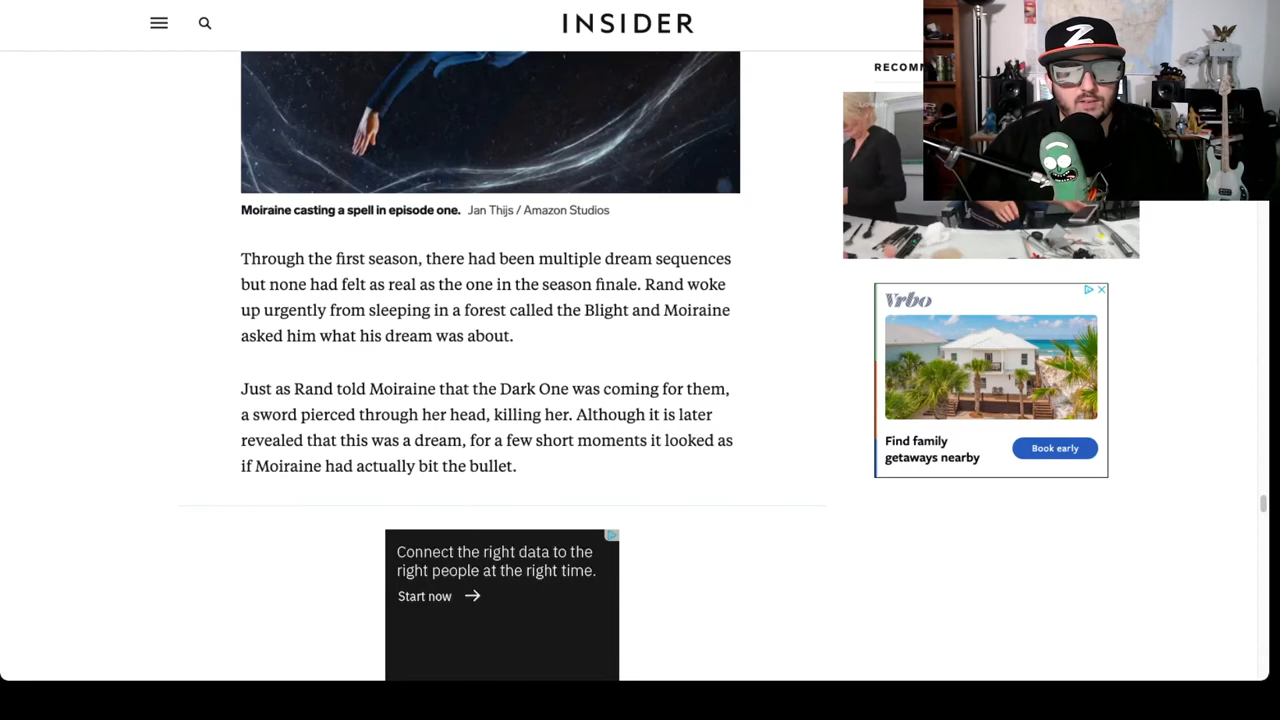 INSIDER
RECOMM
Moiraine casting a spell in episode one. Jan Thijs / Amazon Studios
Through the first season, there had been multiple dream sequences
but none had felt as real as the one in the season finale. Rand woke
up urgently from sleeping in a forest called the Blight and Moiraine
asked him what his dream was about.
Just as Rand told Moiraine that the Dark One was coming for them,
a sword pierced through her head, killing her. Although it is later
revealed that this was a dream, for a few short moments it looked as
if Moiraine had actually bit the bullet.
Vrbo
Find family
getaways nearby
Book early
Connect the right data to the
right people at the right time.
Start now
Z